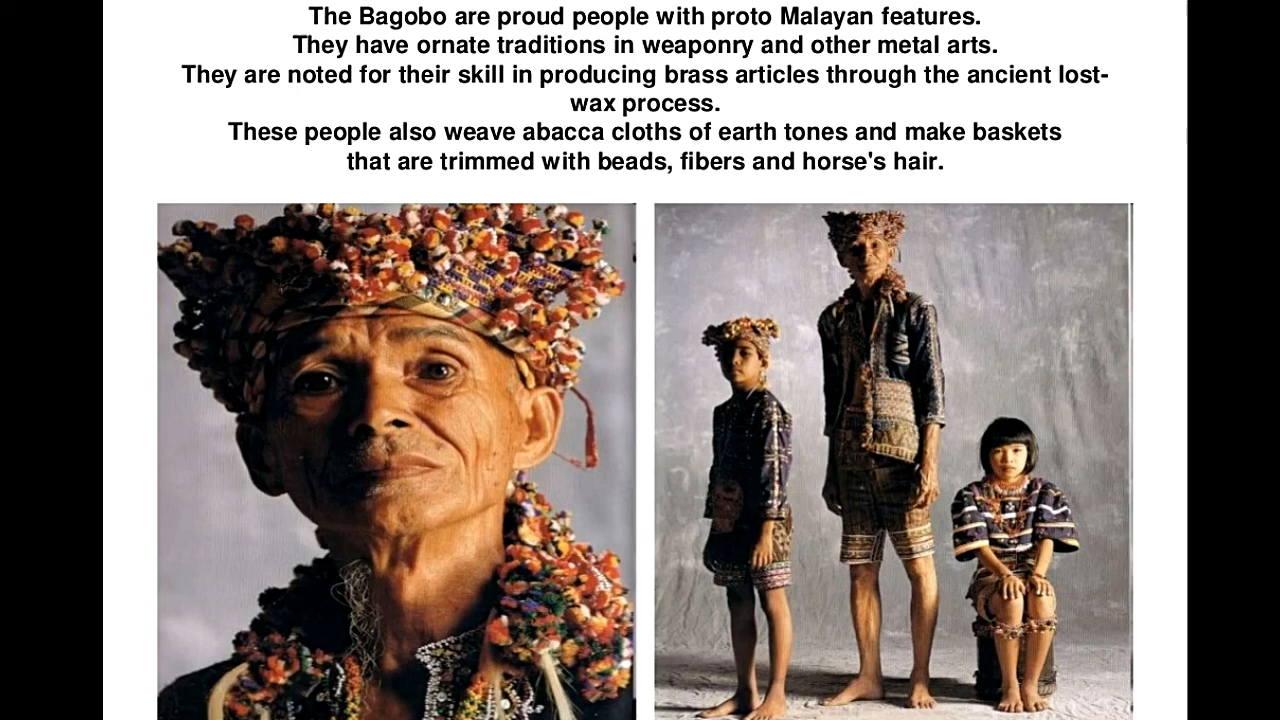 The Bagobo are proud people with proto Malayan features.
They have ornate traditions in weaponry and other metal arts.
They are noted for their skill in producing brass articles through the ancient lost-
wax process.
These people also weave abacca cloths of earth tones and make baskets
that are trimmed with beads, fibers and horse's hair.